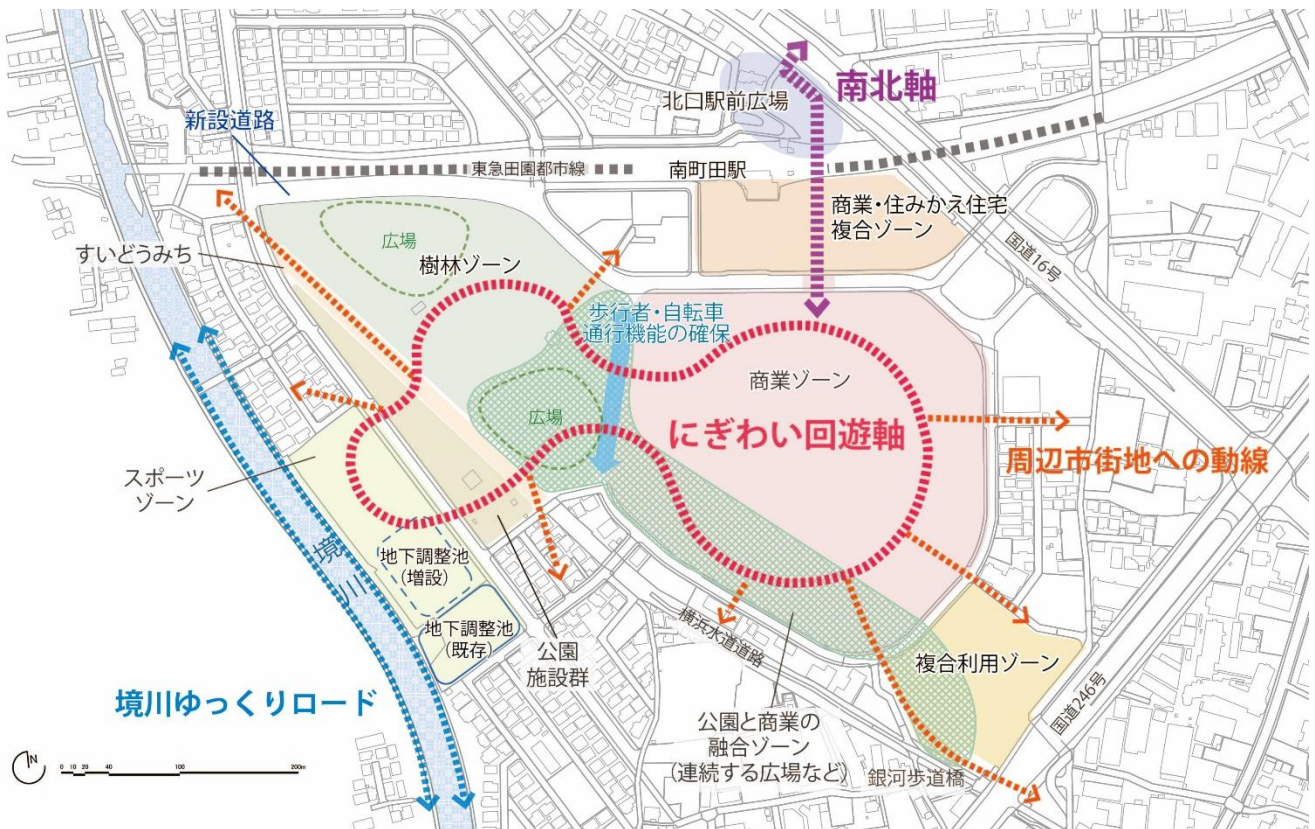 南北軸
北口駅前広場
新設道路
東急田園都市線
南町田駅
商業・住みかえ住宅
複合ゾーン
国道16号
すいどうみち
広場
樹林ゾーン
歩行者・自転車
通行機能の確保
商業ゾーン
広場
にぎわい回遊軸
周辺市街地への動線
スポーツ
ゾーン
境川
地下調整池
(増設)
地下調整池
(既存)
公園
施設群
横浜水道道路
複合利用ゾーン
国道246号
境川ゆっくりロード
公園と商業の
融合ゾーン
(連続する広場など)
銀河歩道橋
N
0 10 20 40 100 200m